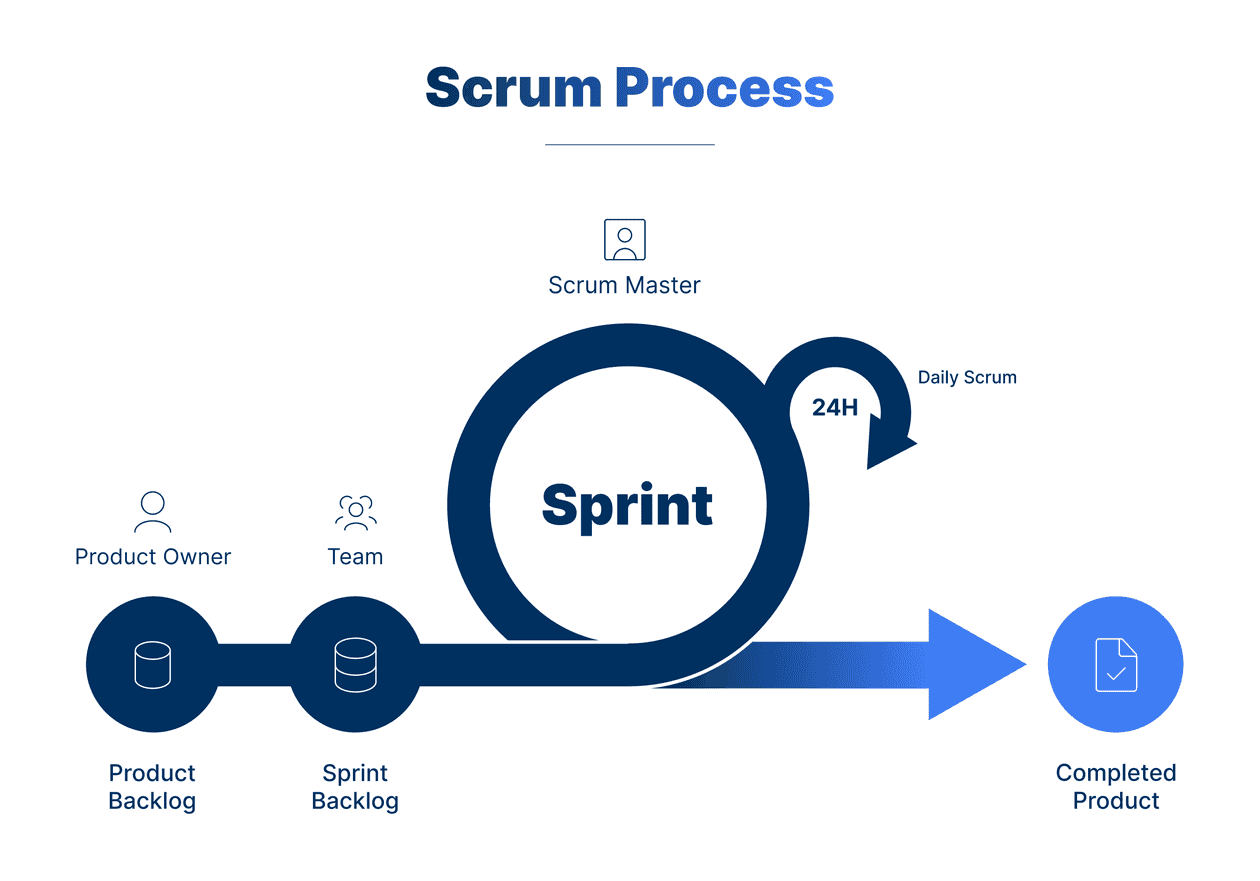 Scrum Process
Scrum Master
Daily Scrum
24H
Sprint
Product Owner
Team
Product
Backlog
Sprint
Backlog
Completed
Product